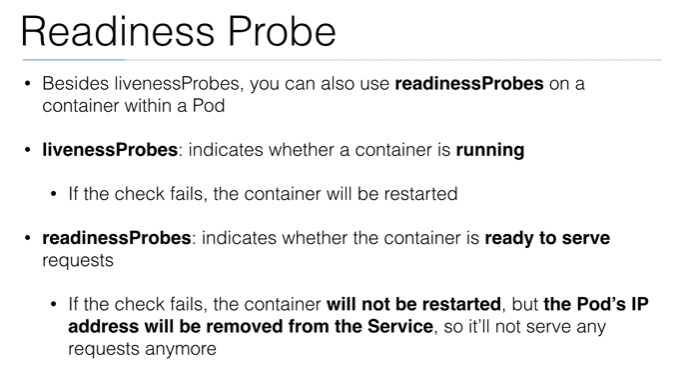 Readiness Probe
• Besides livenessProbes, you can also use readinessProbes on a
container within a Pod
• livenessProbes: indicates whether a container is running
• If the check fails, the container will be restarted
• readinessProbes: indicates whether the container is ready to serve
requests
• If the check fails, the container will not be restarted, but the Pod's IP
address will be removed from the Service, so it'll not serve any
requests anymore